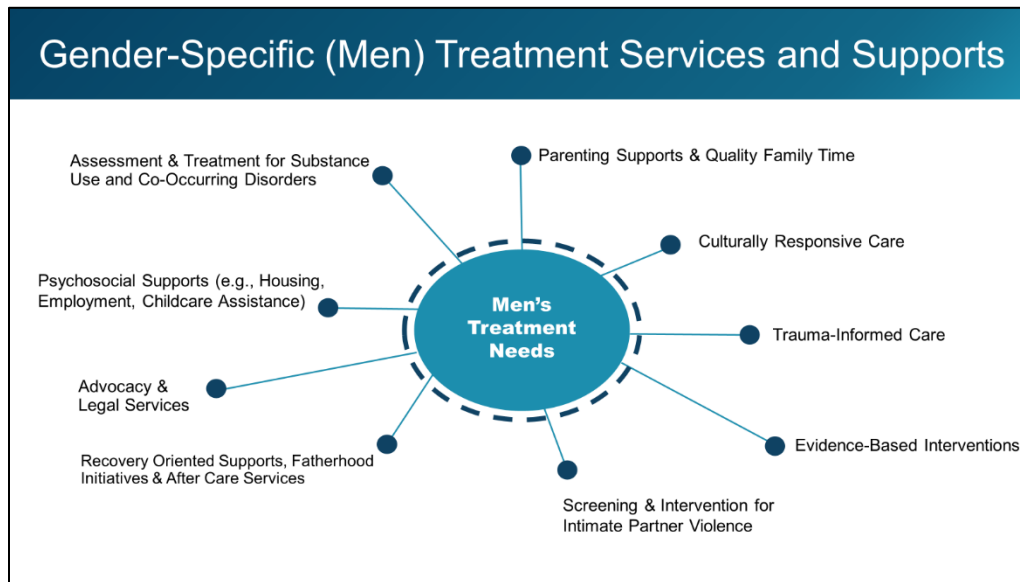 Gender-Specific (Men) Treatment Services and Supports
Assessment & Treatment for Substance
Use and Co-Occurring Disorders
Parenting Supports & Quality Family Time
Culturally Responsive Care
Psychosocial Supports (e.g., Housing,
Employment, Childcare Assistance)
Men's
Treatment
Needs
Trauma-Informed Care
Advocacy &
Legal Services
Recovery Oriented Supports, Fatherhood
Initiatives & After Care Services
Evidence-Based Interventions
Screening & Intervention for
Intimate Partner Violence